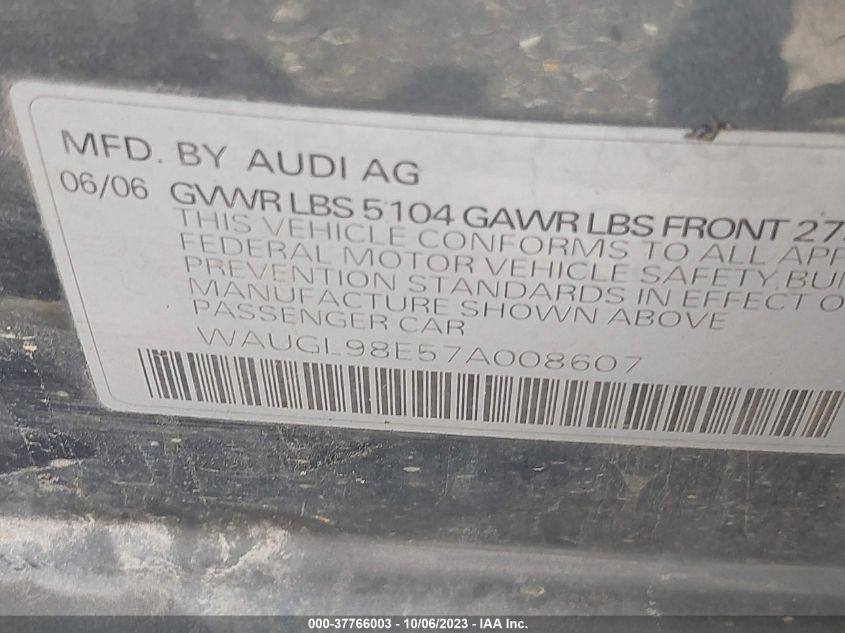 MFD. BY AUDI AG
06/06 GVWR LBS 5104 GAWR LBS FRONT
THIS VEHICLE CONFORMS TO ALL
FEDERAL MOTOR VEHICLE SAFETY,
PREVENTION STANDARDS IN EFFECT
MANUFACTURE SHOWN ABOVE
PASSENGER CAR
WAUGL98E57A008607
000-37766003 - 10/06/2023 - IAA Inc.